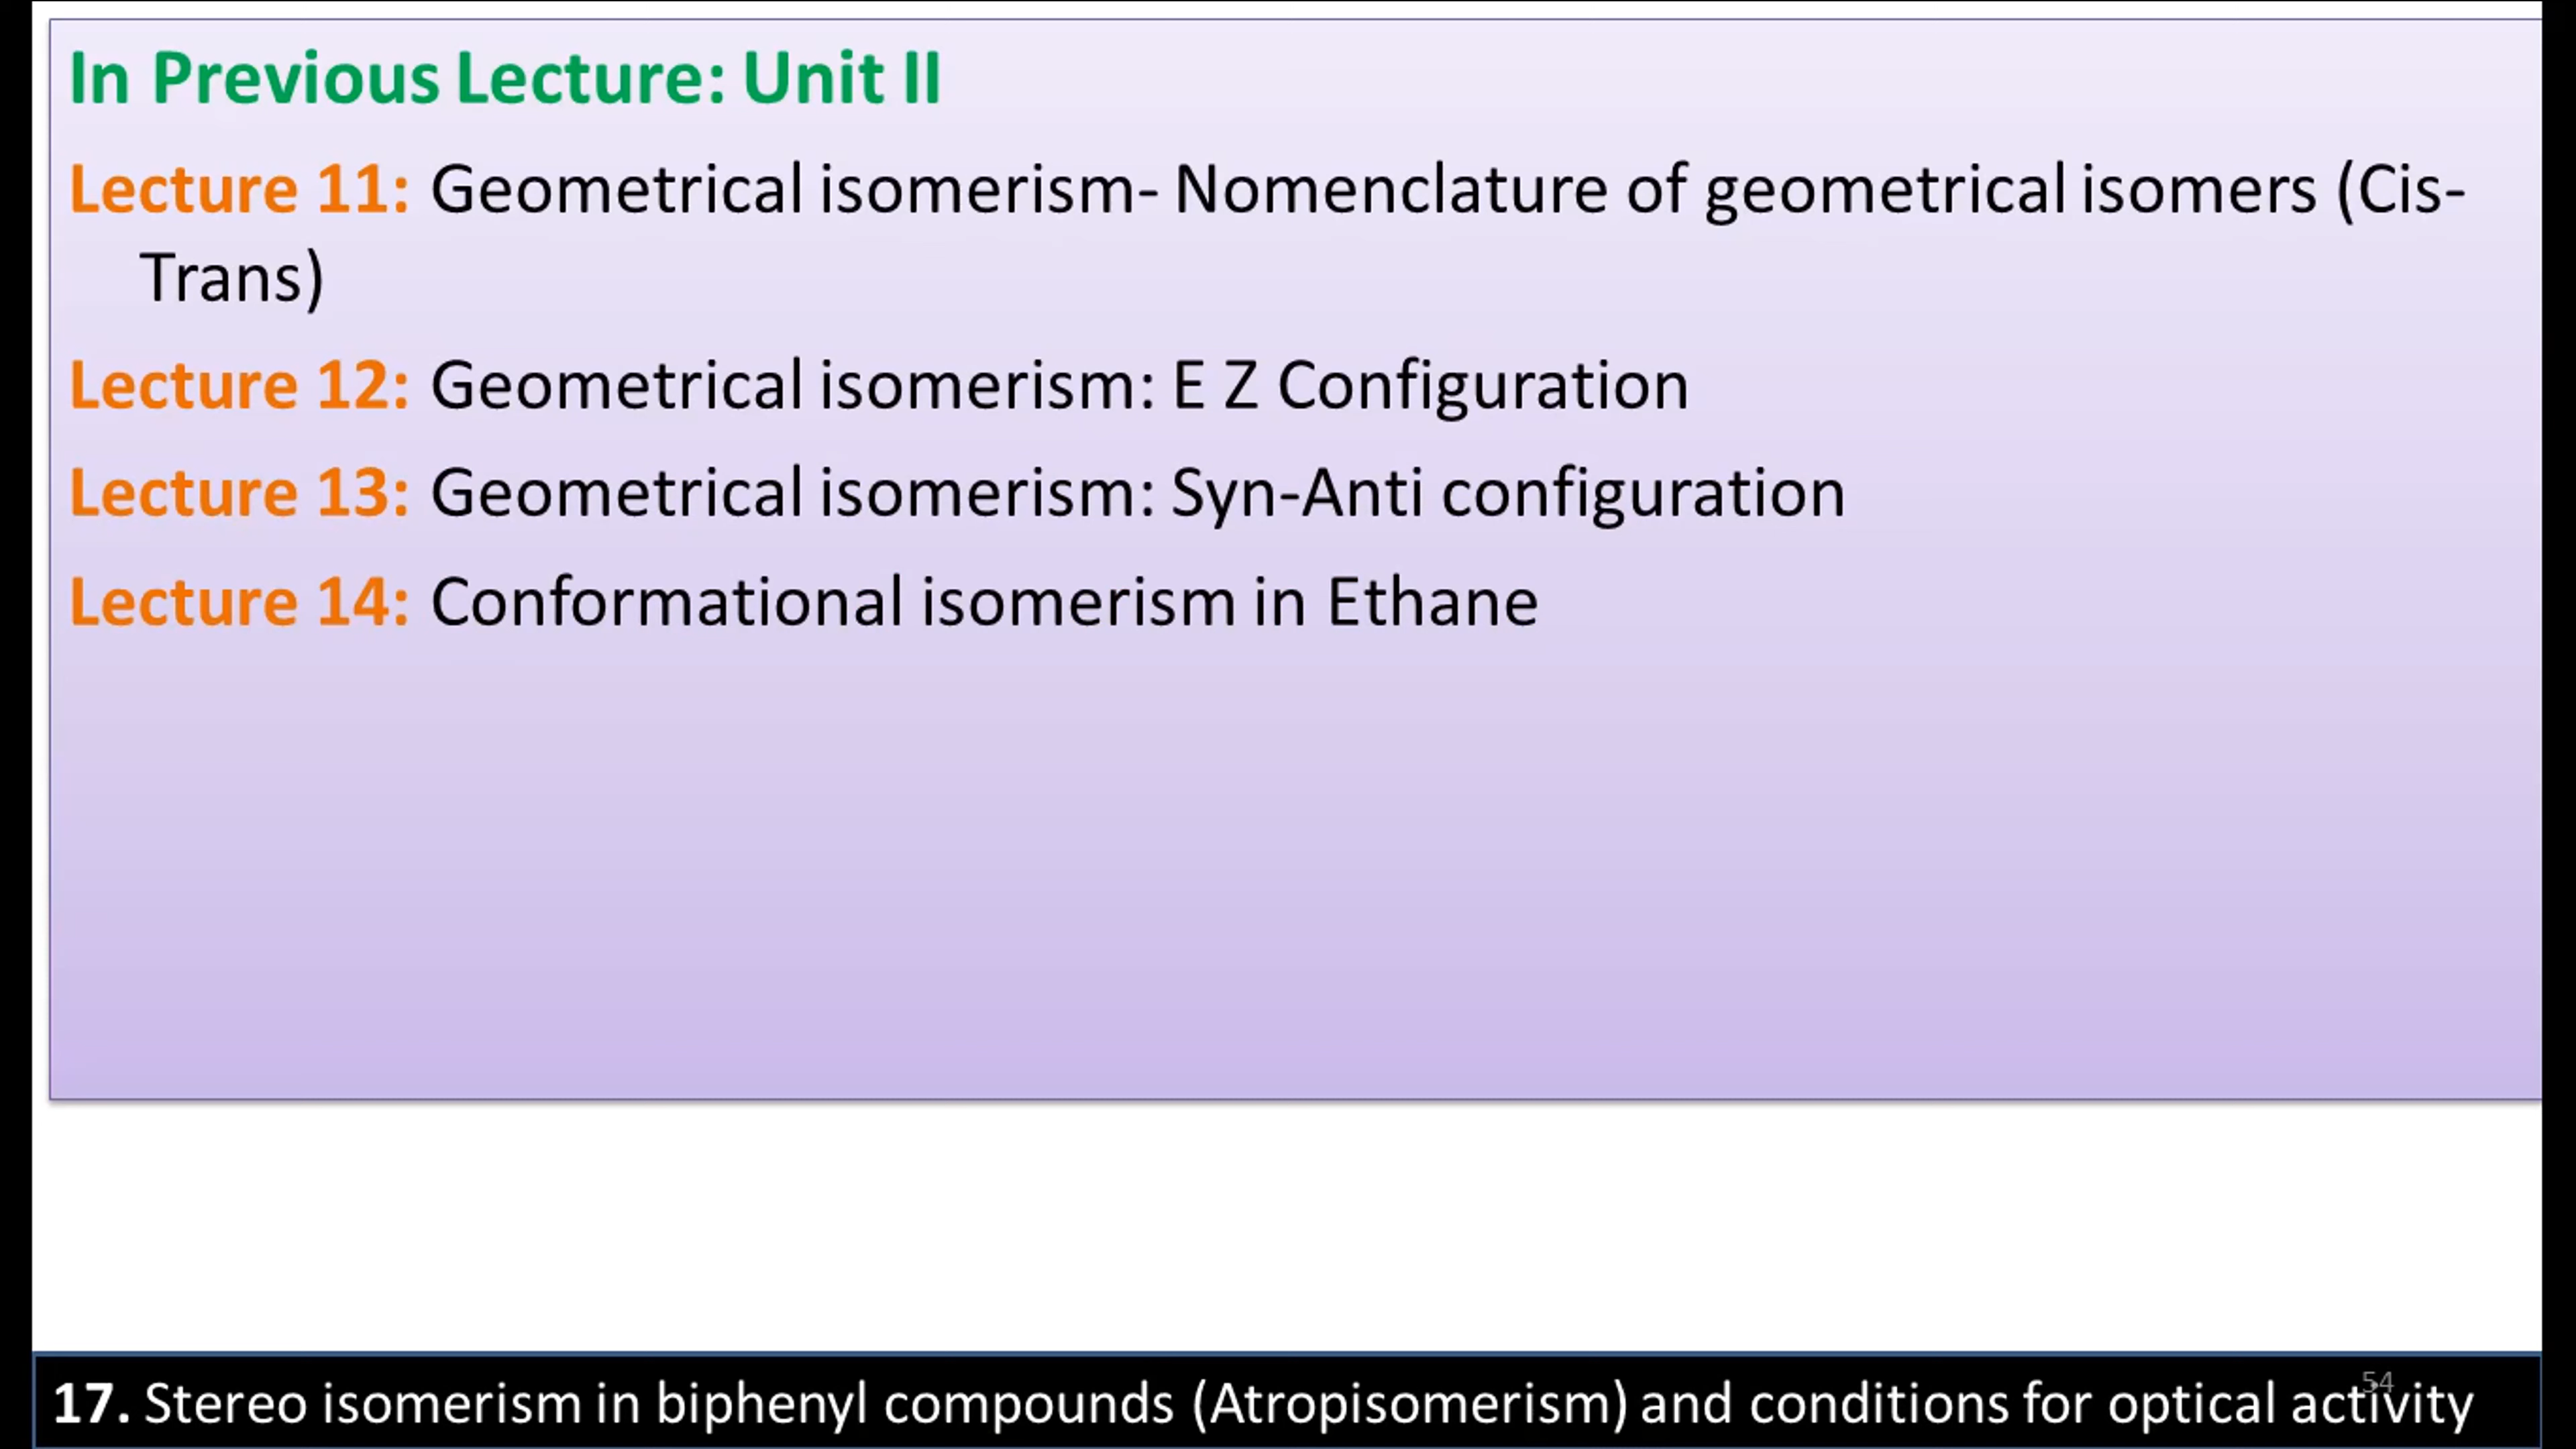 In Previous Lecture: Unit II
Lecture 11: Geometrical isomerism- Nomenclature of geometrical isomers (Cis-
Trans)
Lecture 12: Geometrical isomerism: E Z Configuration
Lecture 13: Geometrical isomerism: Syn-Anti configuration
Lecture 14: Conformational isomerism in Ethane
54
17. Stereo isomerism in biphenyl compounds (Atropisomerism) and conditions for optical activity